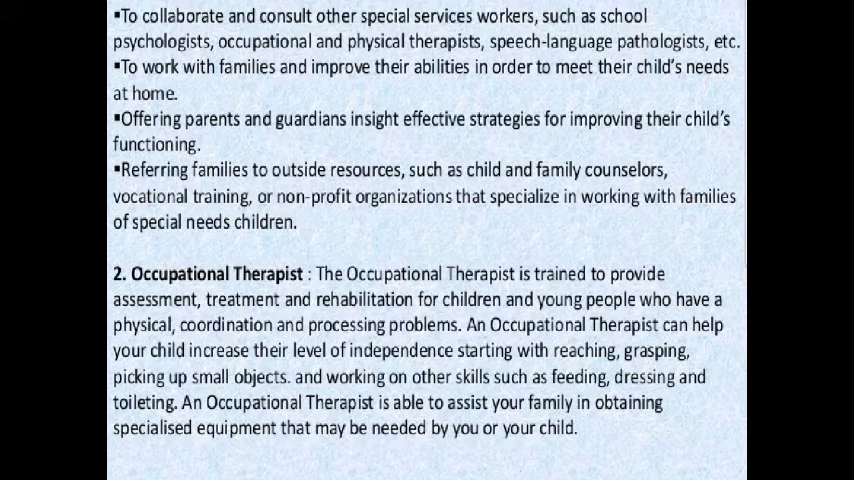 ▪To collaborate and consult other special services workers, such as school
psychologists, occupational and physical therapists, speech-language pathologists, etc.
▪To work with families and improve their abilities in order to meet their child's needs
at home.
▪Offering parents and guardians insight effective strategies for improving their child's
functioning.
▪Referring families to outside resources, such as child and family counselors,
vocational training, or non-profit organizations that specialize in working with families
of special needs children.
2. Occupational Therapist : The Occupational Therapist is trained to provide
assessment, treatment and rehabilitation for children and young people who have a
physical, coordination and processing problems. An Occupational Therapist can help
your child increase their level of independence starting with reaching, grasping,
picking up small objects. and working on other skills such as feeding, dressing and
toileting. An Occupational Therapist is able to assist your family in obtaining
specialised equipment that may be needed by you or your child.